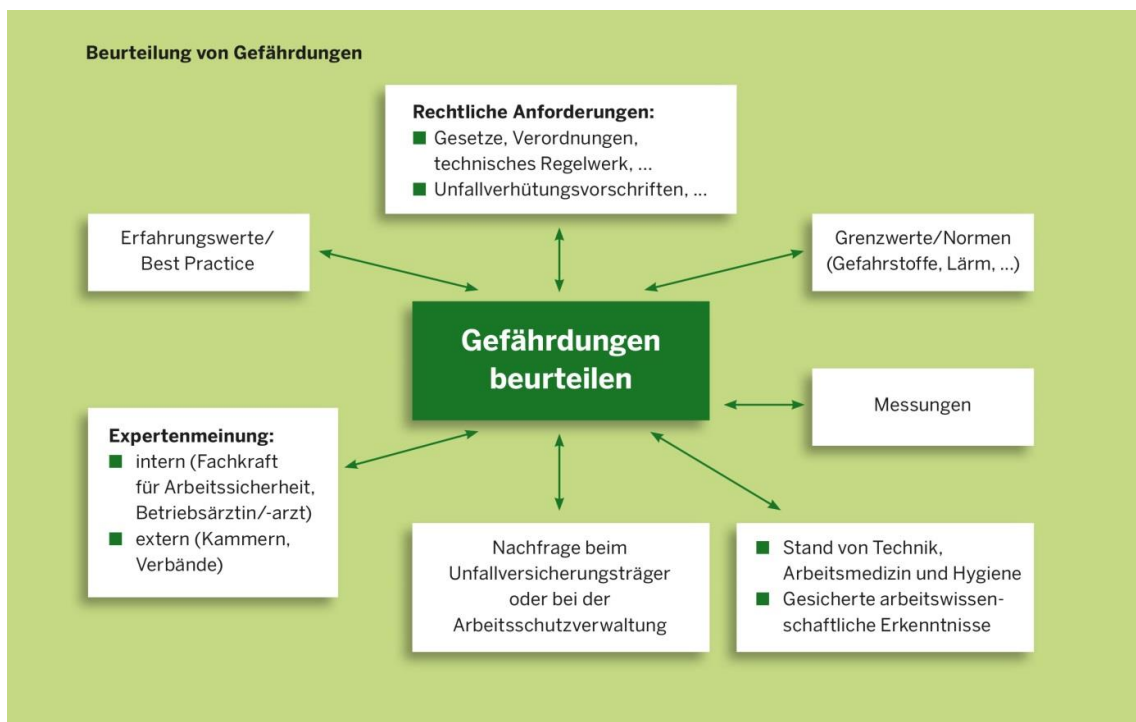 Beurteilung von Gefährdungen
Rechtliche Anforderungen:
■ Gesetze, Verordnungen,
technisches Regelwerk, ...
■ Unfallverhütungsvorschriften, ...
Erfahrungswerte/
Best Practice
Grenzwerte/Normen
(Gefahrstoffe, Lärm, ...)
Gefährdungen
beurteilen
Messungen
Expertenmeinung:
■ intern (Fachkraft
für Arbeitssicherheit,
Betriebsärztin/-arzt)
■ extern (Kammern,
Verbände)
Nachfrage beim
Unfallversicherungsträger
oder bei der
Arbeitsschutzverwaltung
■ Stand von Technik,
Arbeitsmedizin und Hygiene
■ Gesicherte arbeitswissen-
schaftliche Erkenntnisse